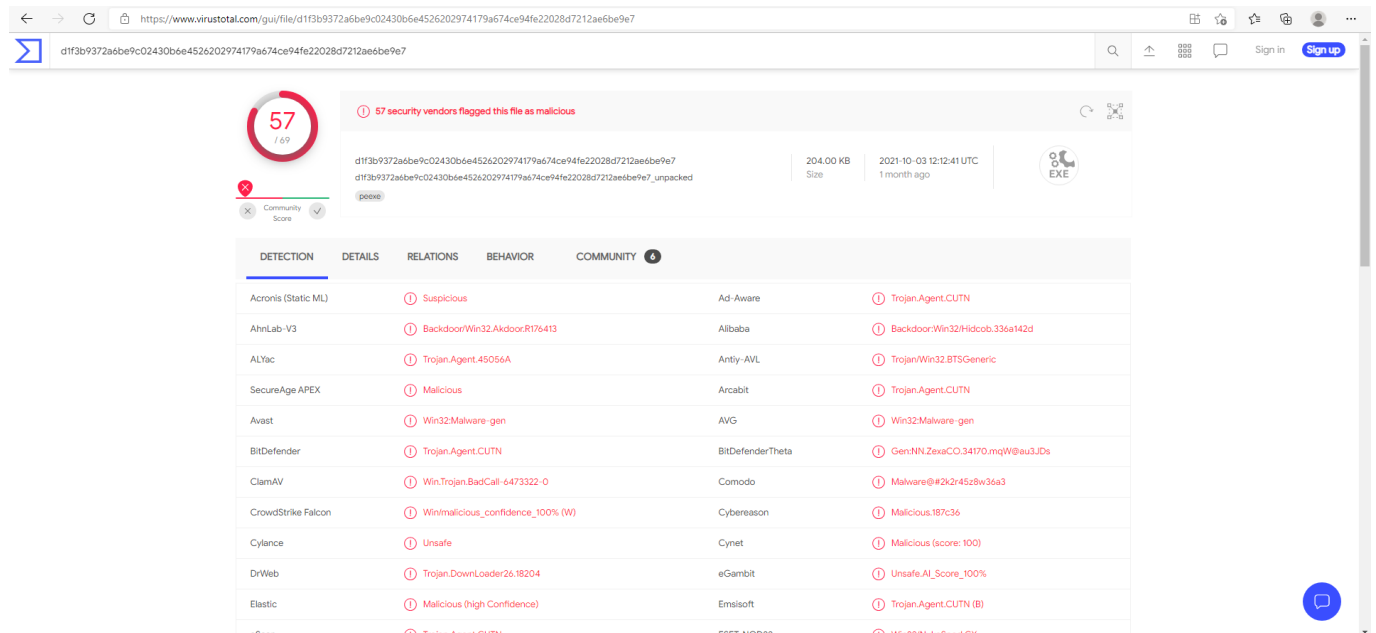 https://www.virustotal.com/gui/file/d1f3b9372a6be9c02430b6e4526202974179a674ce94fe22028d7212ae6be9e7
d1f3b9372a6be9c02430b6e4526202974179a674ce94fe22028d7212ae6be9e7
Sign in
Sign up
57
/ 69
57 security vendors flagged this file as malicious
d1f3b9372a6be9c02430b6e4526202974179a674ce94fe22028d7212ae6be9e7
d1f3b9372a6be9c02430b6e4526202974179a674ce94fe22028d7212ae6be9e7_unpacked
peexe
204.00 KB
Size
2021-10-03 12:12:41 UTC
1 month ago
EXE
Community
Score
DETECTION DETAILS RELATIONS BEHAVIOR COMMUNITY 6
Acronis (Static ML) Suspicious Ad-Aware Trojan.Agent.CUTN
AhnLab-V3 Backdoor/Win32.Akdoor.R176413 Alibaba Backdoor:Win32/Hidcob.336a142d
ALYac Trojan.Agent.45056A Antiy-AVL Trojan/Win32.BTSGeneric
SecureAge APEX Malicious Arcabit Trojan.Agent.CUTN
Avast Win32:Malware-gen AVG Win32:Malware-gen
BitDefender Trojan.Agent.CUTN BitDefenderTheta Gen:NN.ZexaCO.34170.mqW@au3JDs
ClamAV Win.Trojan.BadCall-6473322-0 Comodo Malware@#2k2r45z8w36a3
CrowdStrike Falcon Win/malicious_confidence_100% (W) Cybereason Malicious.187c36
Cylance Unsafe Cynet Malicious (score: 100)
DrWeb Trojan.DownLoader26.18204 eGambit Unsafe.AI_Score_100%
Elastic Malicious (high Confidence) Emsisoft Trojan.Agent.CUTN (B)